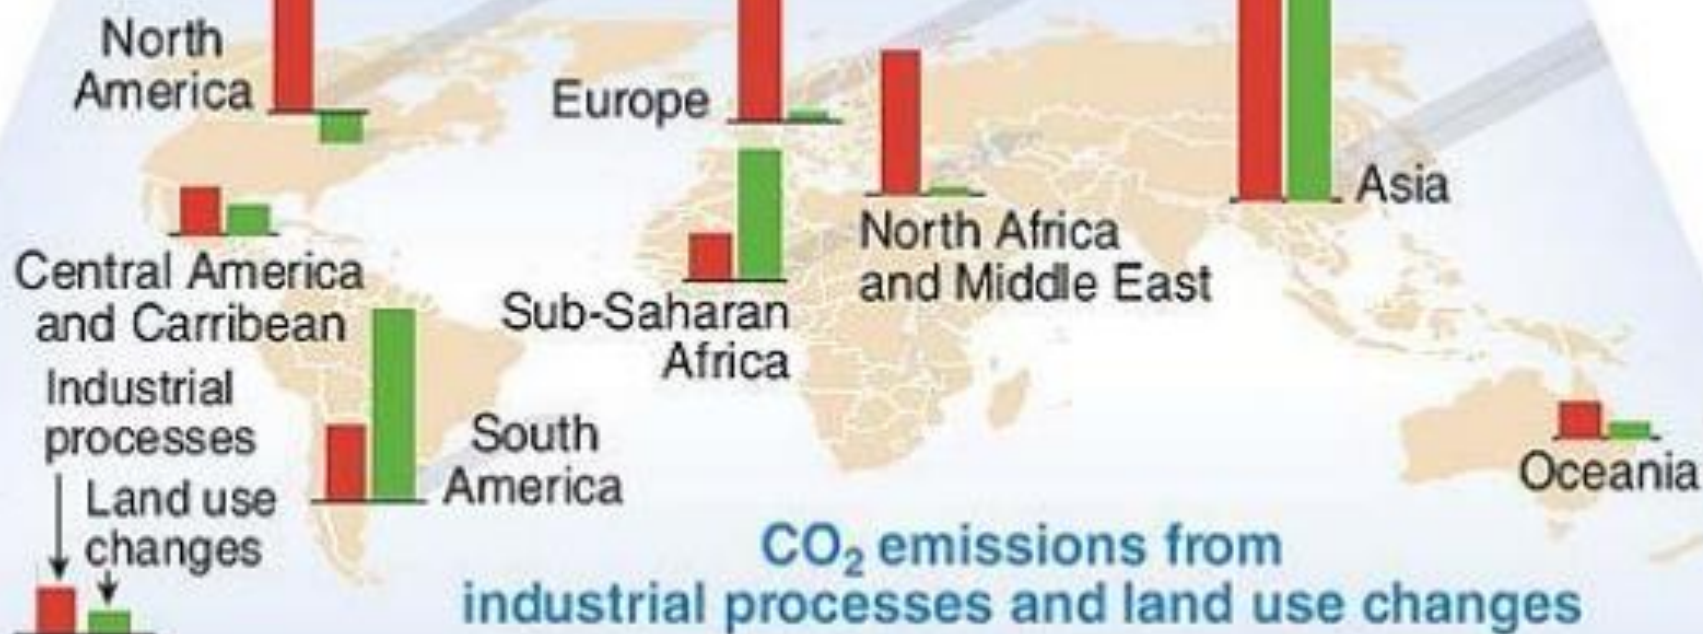 North
America
Europe
Asia
North Africa
and Middle East
Central America
and Carribean
Sub-Saharan
Africa
Industrial
processes
Land use
changes
South
America
Oceania
CO₂ emissions from
industrial processes and land use changes